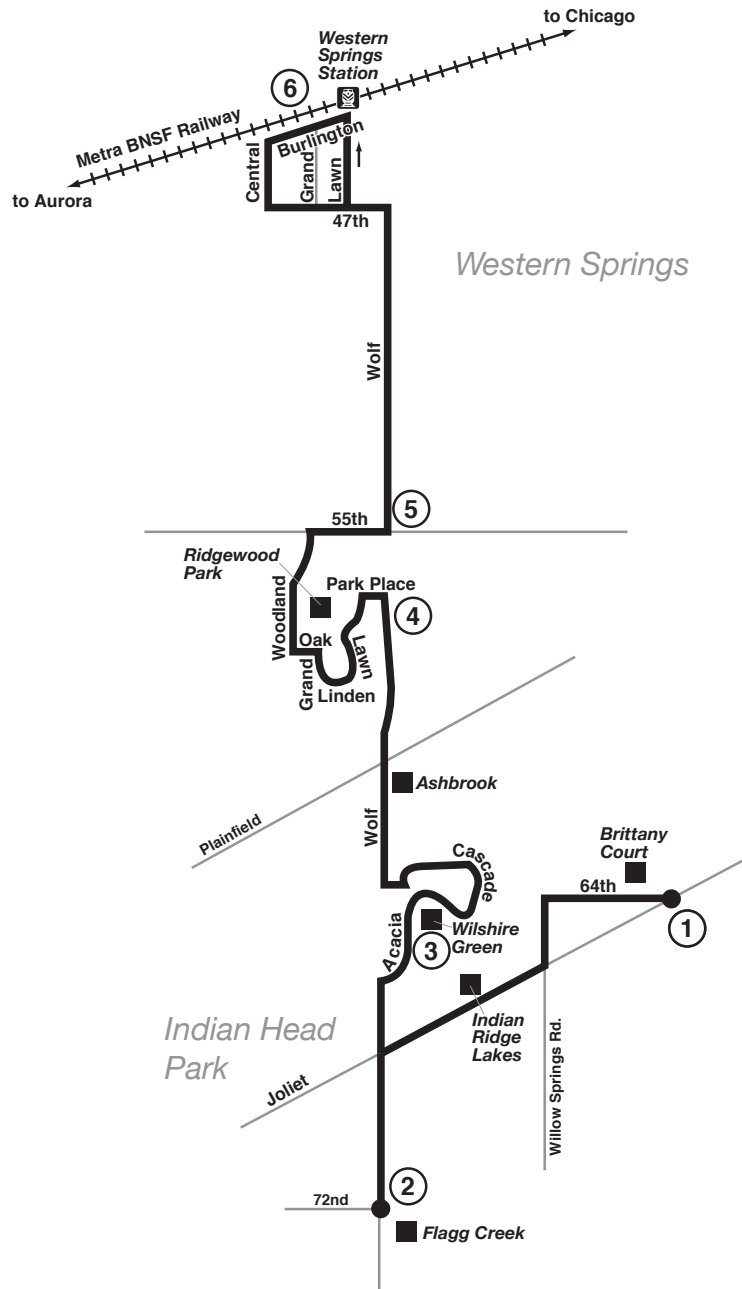 to Chicago
Western
Springs
Station
6
Metra BNSF Railway
to Aurora
Burlington
Central
Grand
Lawn
47th
Western Springs
Wolf
5
55th
Ridgewood
Park
Park Place
4
Woodland
Oak
Lawn
Grand
Linden
Ashbrook
Plainfield
Wolf
Cascade
Brittany
Court
64th
1
Acacia
Wilshire
Green
3
Indian
Ridge
Lakes
Indian Head
Park
Joliet
Willow Springs Rd.
2
72nd
Flagg Creek